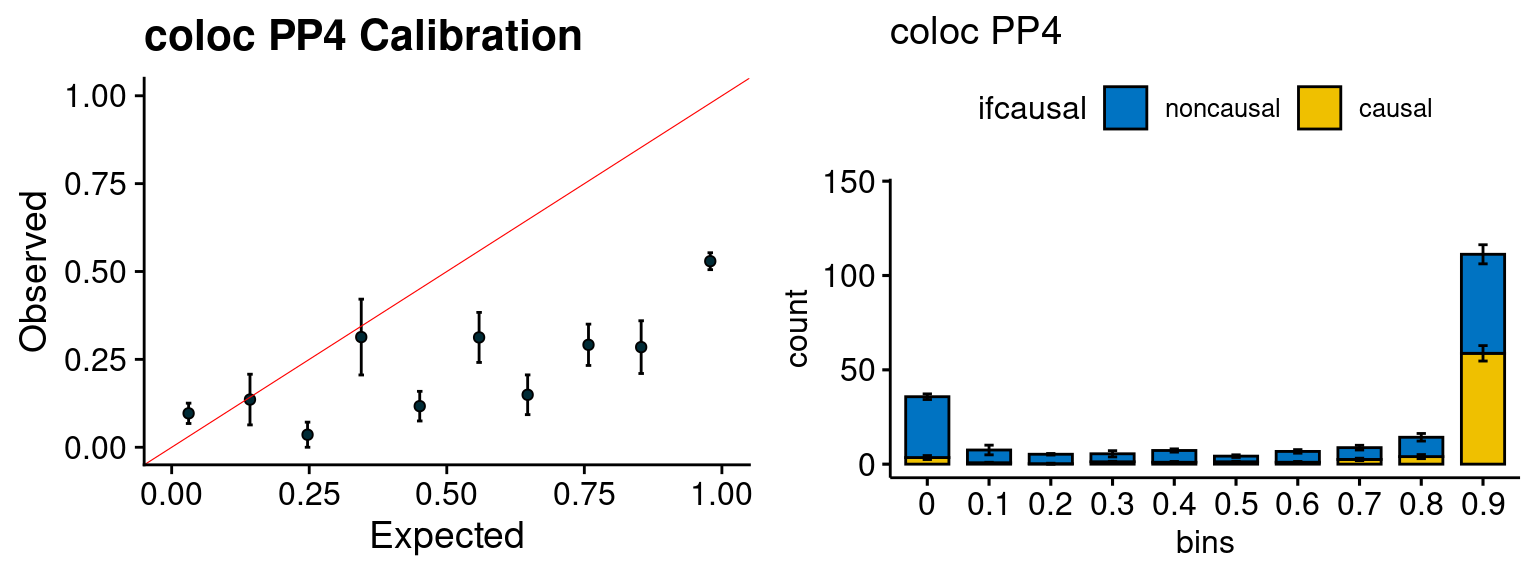 coloc PP4 Calibration
1.00
0.75
0.50
0.25
0.00
Observed
0.00 0.25 0.50 0.75 1.00
Expected
coloc PP4
ifcausal noncausal causal
150
100
50
0
count
0 0.1 0.2 0.3 0.4 0.5 0.6 0.7 0.8 0.9
bins